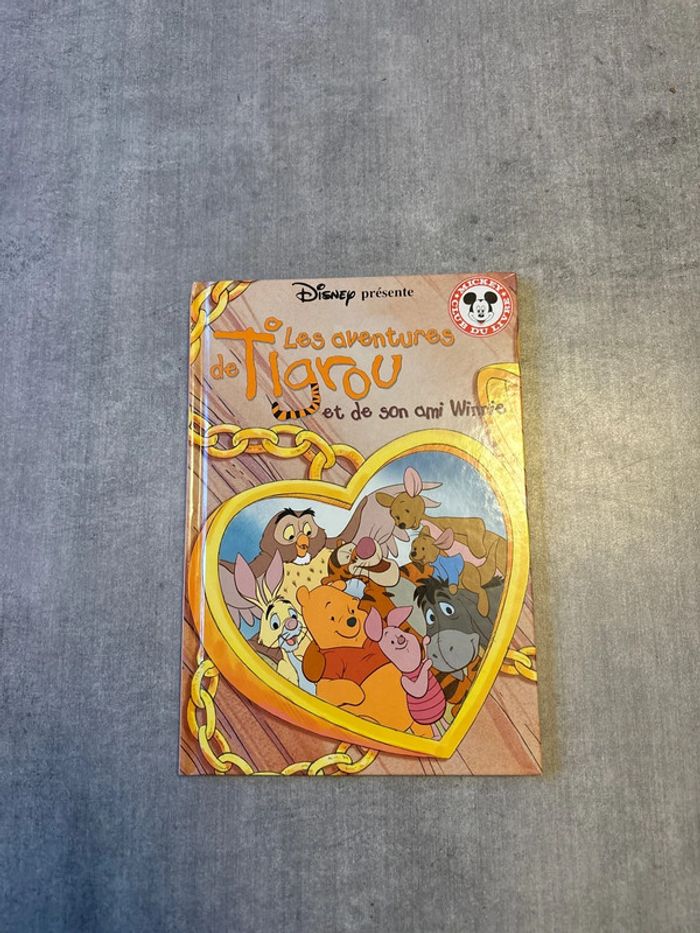 Disney présente
MICKEY
CLUB DU LIVRE
Les aventures
de Tigrou
et de son ami Winnie